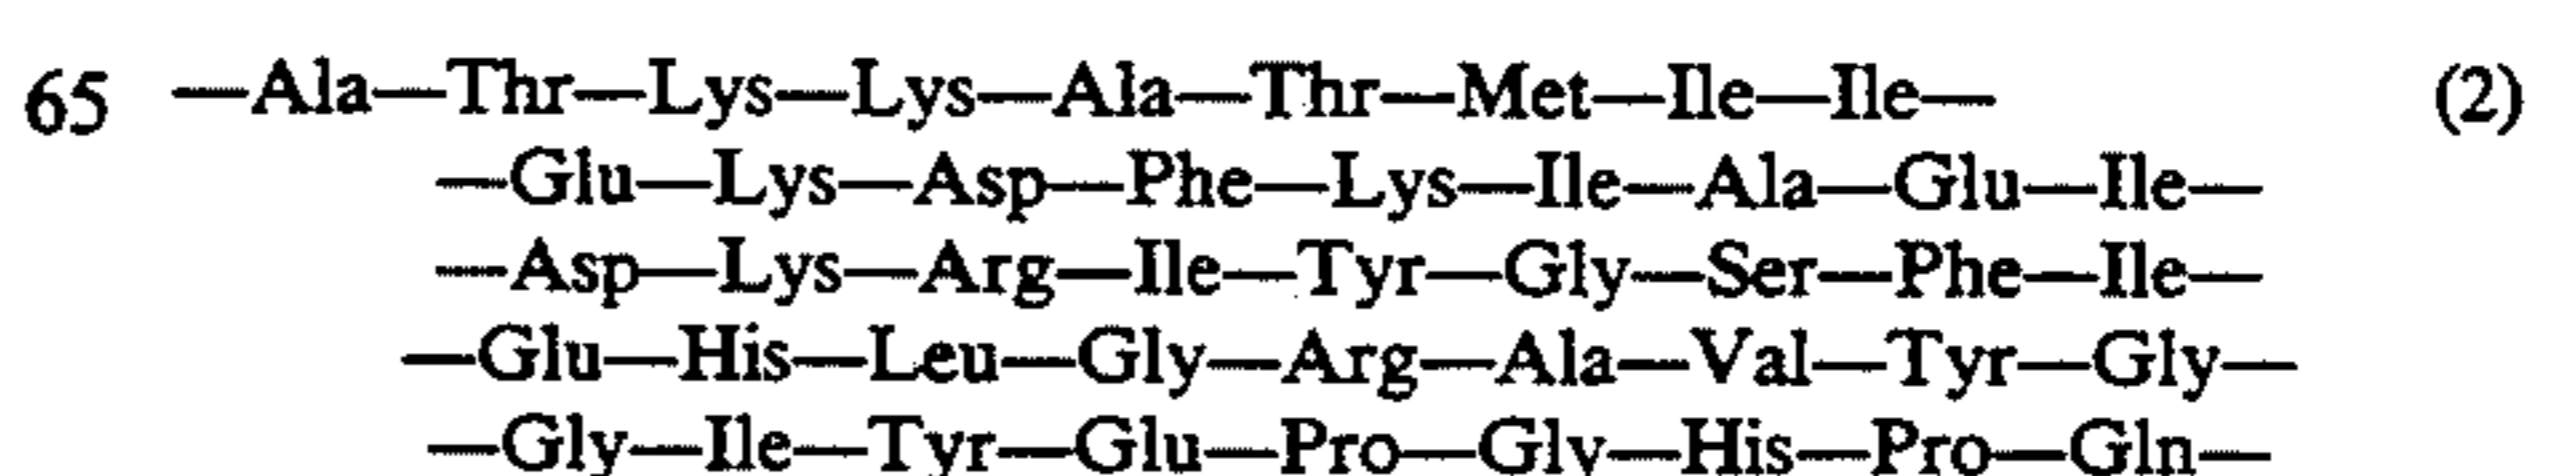 65 —Ala—Thr—Lys—Lys—Ala—Thr—Met—Ile—Ile— (2)
—Glu—Lys—Asp—Phe—Lys—Ile—Ala—Glu—Ile—
—Asp—Lys—Arg—Ile—Tyr—Gly—Ser—Phe—Ile—
—Glu—His—Leu—Gly—Arg—Ala—Val—Tyr—Gly—
—Gly—Ile—Tyr—Glu—Pro—Gly—His—Pro—Gln—